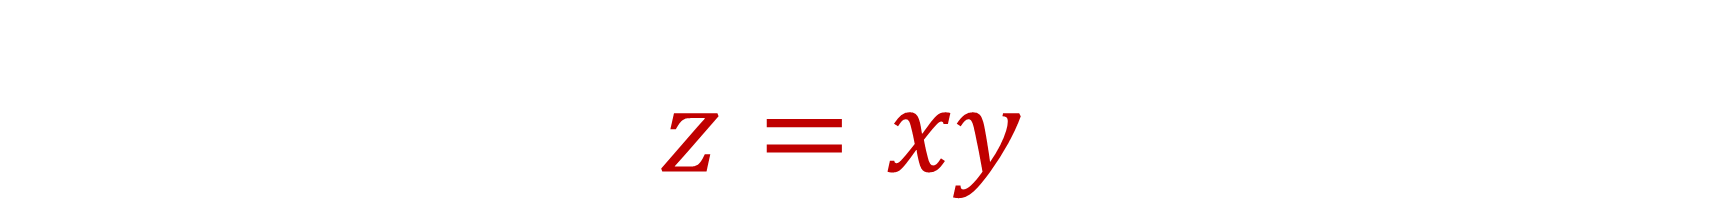 z = xy